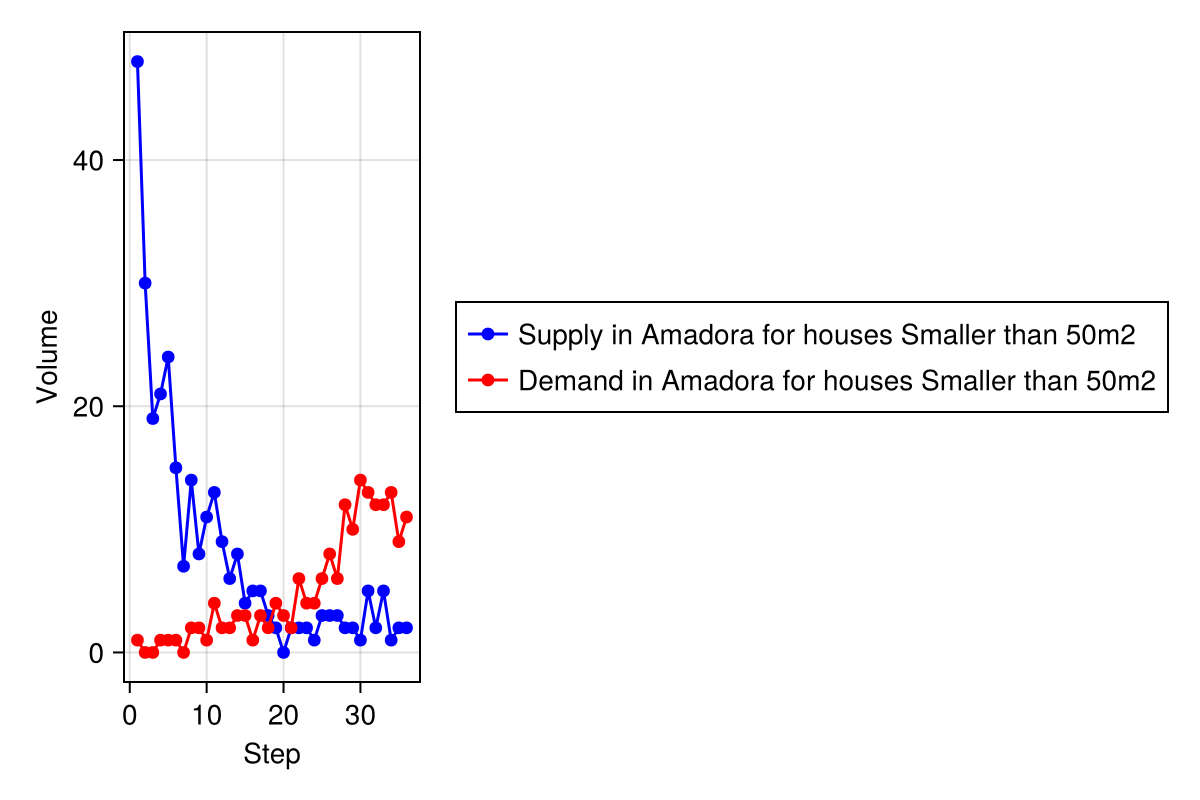 Volume
40
20
0
0 10 20 30
Step
Supply in Amadora for houses Smaller than 50m2
Demand in Amadora for houses Smaller than 50m2